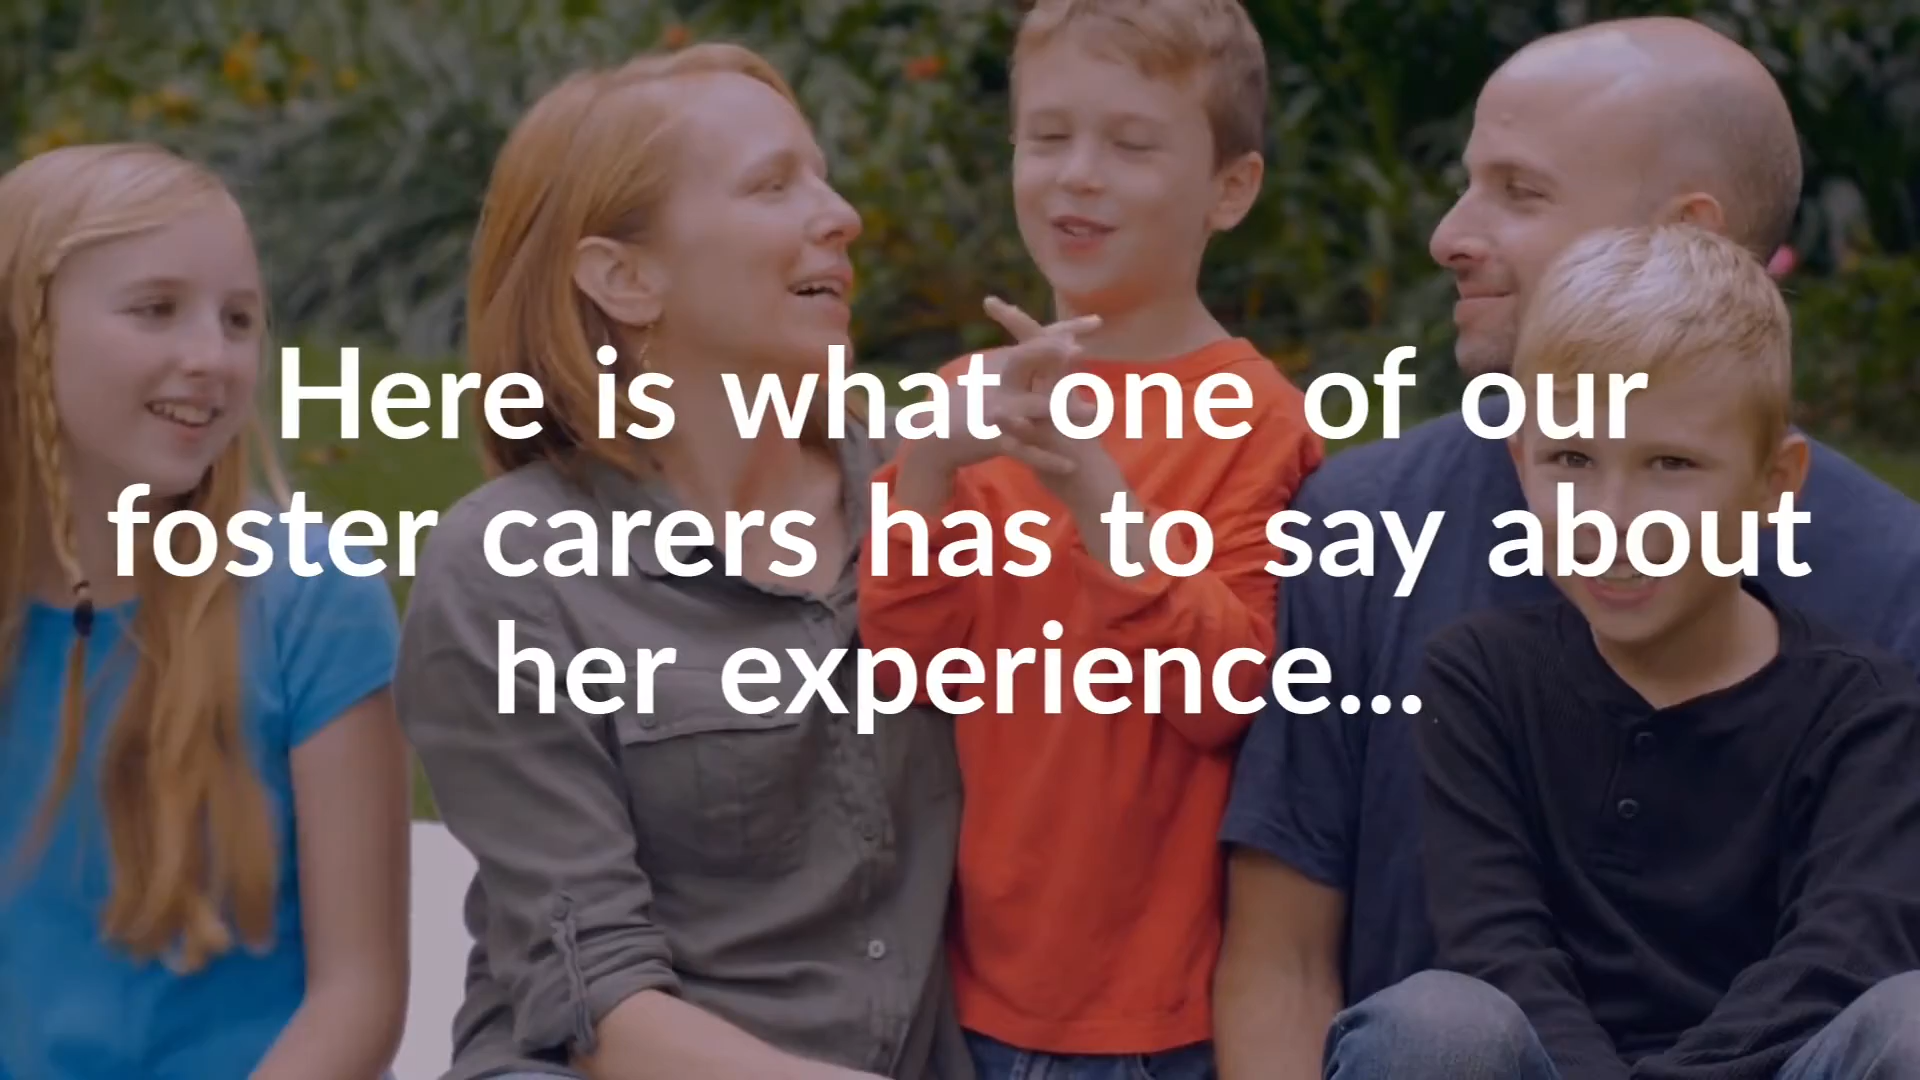 Here is what one of our
foster carers has to say about
her experience...